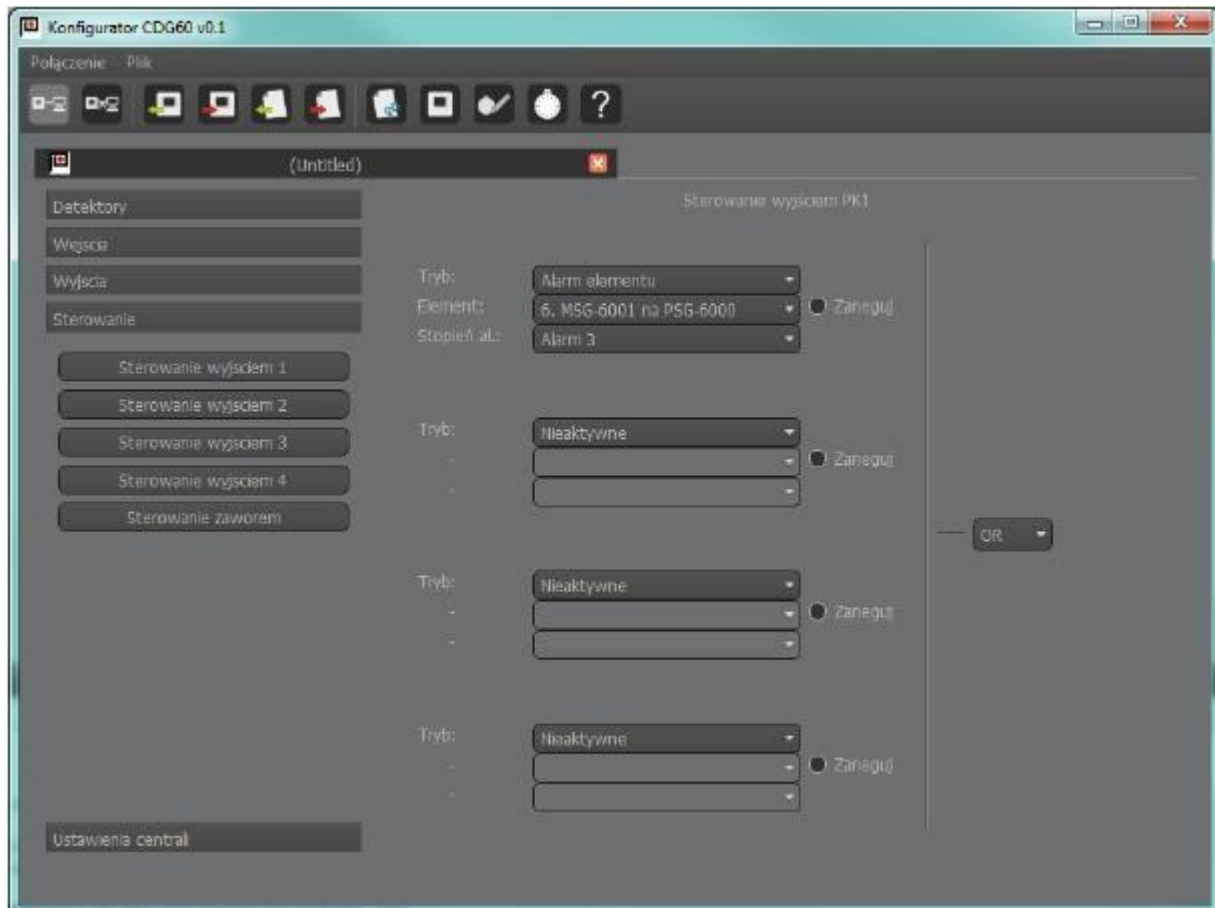 Konfigurator CDG60 v0.1
Połączenie Plik
?
(Untitled)
Detektory
Wejscia
Wyjscia
Sterowanie
Sterowanie wyjsciem 1
Sterowanie wyjsciem 2
Sterowanie wyjsciem 3
Sterowanie wyjsciem 4
Sterowanie zaworem
Ustawienia centrali
Sterowanie wyjściem PK1
Tryb: Alarm elementu
Element: 6. MSG-6001 na PSG-6000 Zaneguj
Stopień al.: Alarm 3
Tryb: Nieaktywne
- Zaneguj
-
Tryb: Nieaktywne
- Zaneguj
-
Tryb: Nieaktywne
- Zaneguj
-
OR